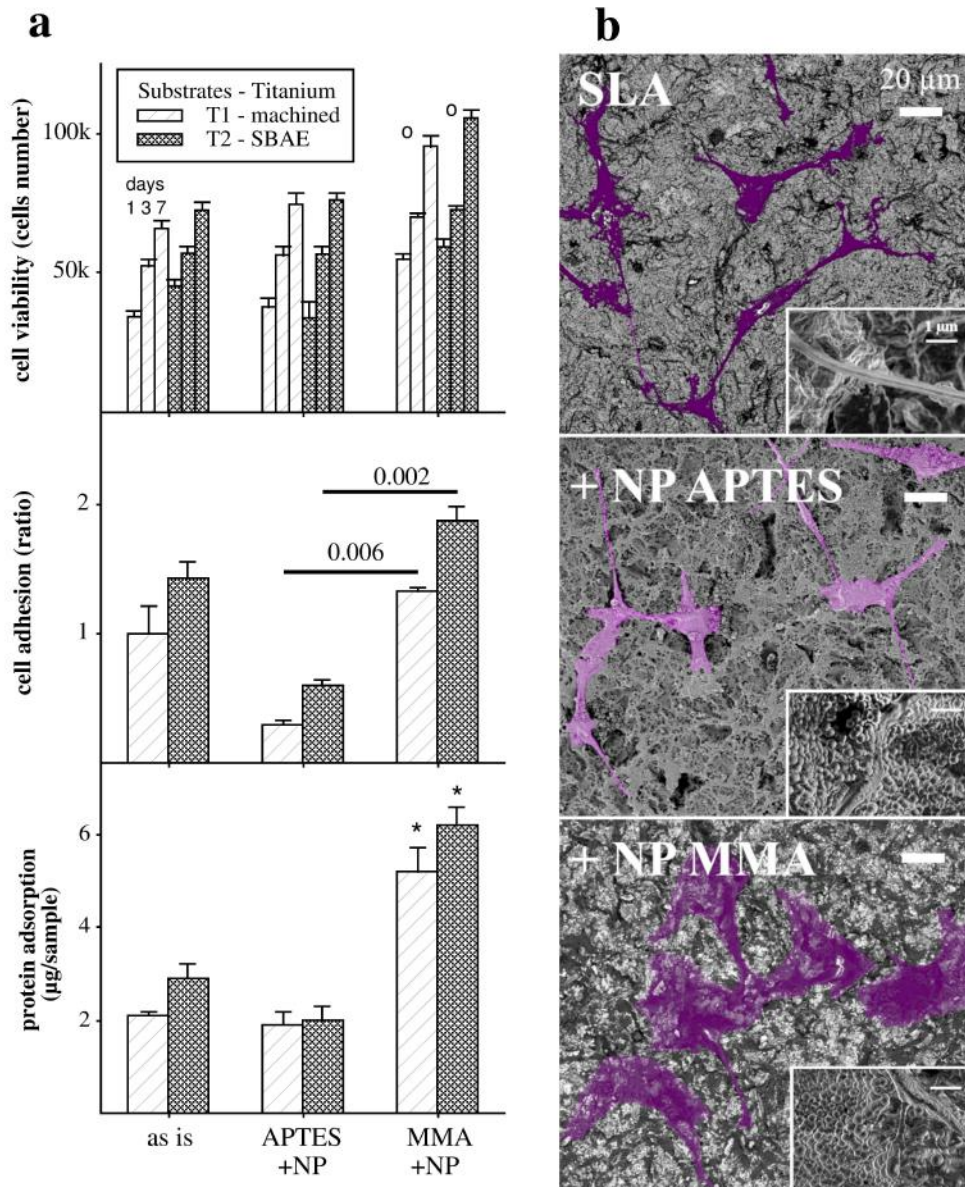 a
Substrates - Titanium
T1 - machined
T2 - SBAE
cell viability (cells number)
100k
50k
days
1 3 7
o
o
cell adhesion (ratio)
2
1
0.002
0.006
protein adsorption
(µg/sample)
6
4
2
*
*
as is
APTES
+NP
MMA
+NP
b
SLA
20 µm
1 µm
+ NP APTES
+ NP MMA